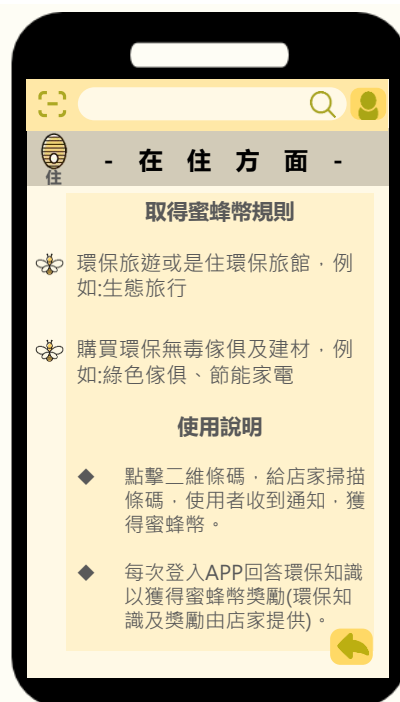 - 在 住 方 面 -
住
取得蜜蜂幣規則
環保旅遊或是住環保旅館，例
如:生態旅行
購買環保無毒傢俱及建材，例
如:綠色傢俱、節能家電
使用說明
點擊二維條碼，給店家掃描
條碼，使用者收到通知，獲
得蜜蜂幣。
每次登入APP回答環保知識
以獲得蜜蜂幣獎勵(環保知
識及獎勵由店家提供)。